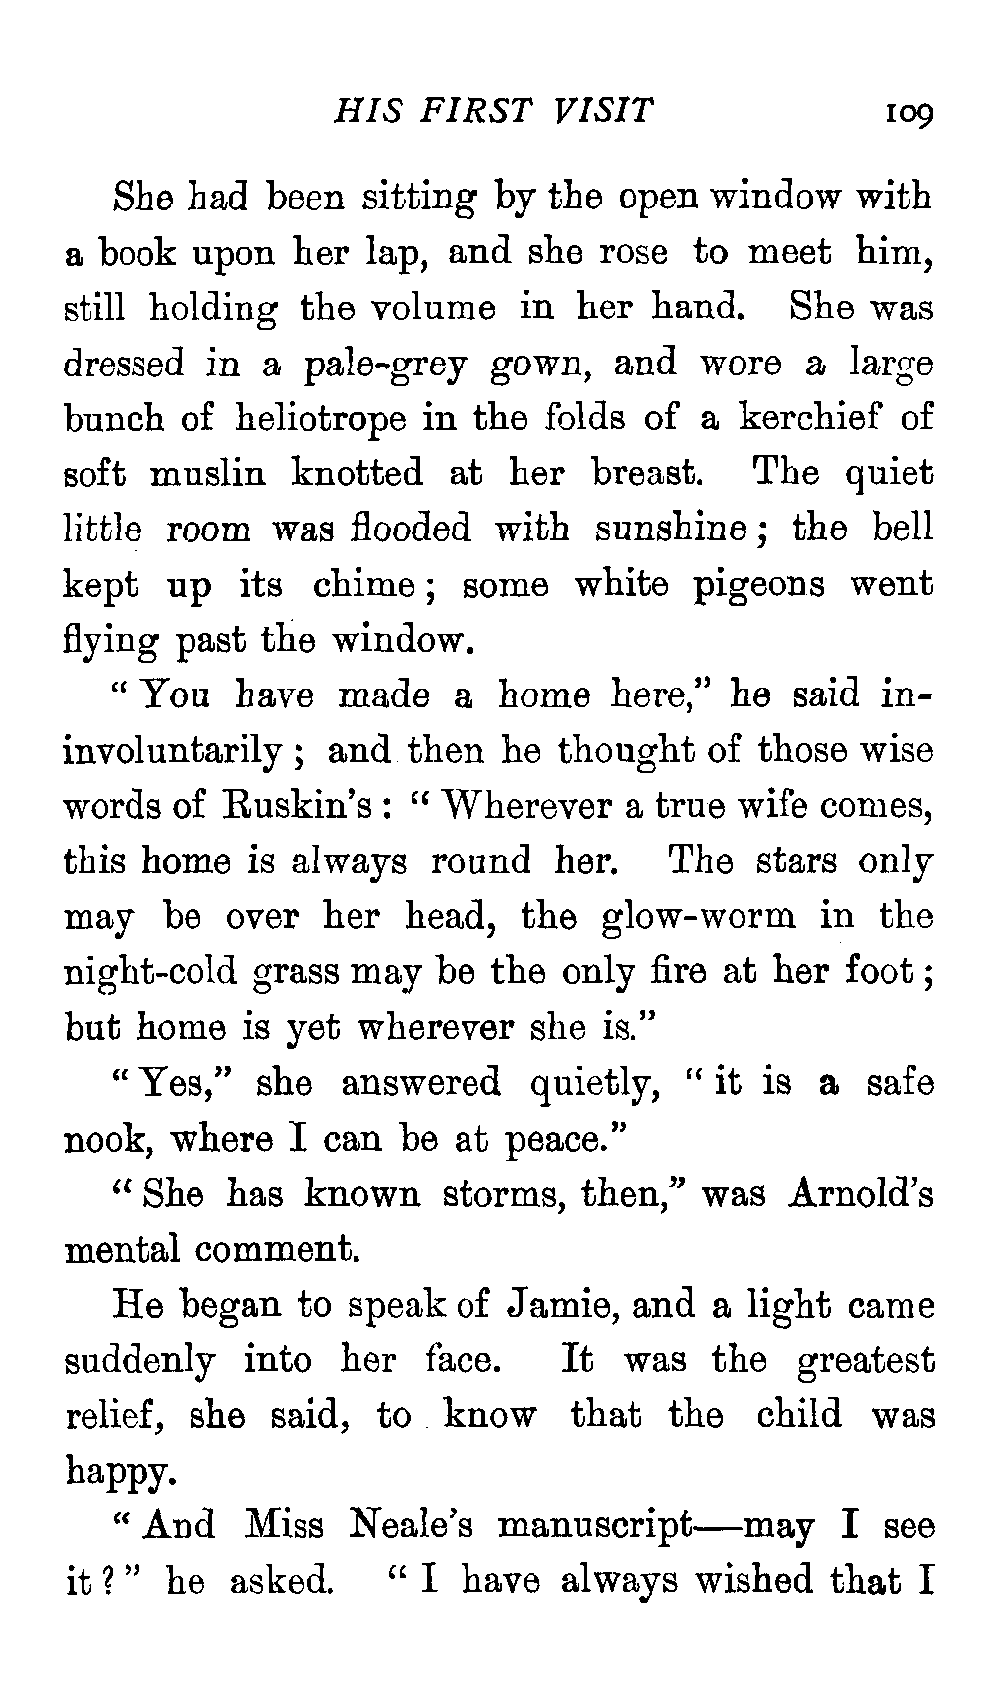 HIS FIRST VISIT 109
She had been sitting by the open window with
a book upon her lap, and she rose to meet him,
still holding the volume in her hand. She was
dressed in a pale-grey gown, and wore a large
bunch of heliotrope in the folds of a kerchief of
soft muslin knotted at her breast. The quiet
little room was flooded with sunshine; the bell
kept up its chime; some white pigeons went
flying past the window.
“You have made a home here,” he said in-
involuntarily; and then he thought of those wise
words of Ruskin's: “Wherever a true wife comes,
this home is always round her. The stars only
may be over her head, the glow-worm in the
night-cold grass may be the only fire at her foot;
but home is yet wherever she is.”
“Yes,” she answered quietly, “it is a safe
nook, where I can be at peace.”
“She has known storms, then,” was Arnold's
mental comment.
He began to speak of Jamie, and a light came
suddenly into her face. It was the greatest
relief, she said, to know that the child was
happy.
“And Miss Neale's manuscript—may I see
it?” he asked. “I have always wished that I